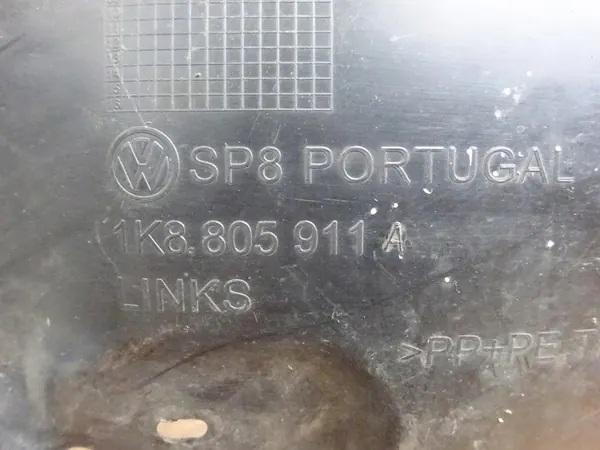 SP8 PORTUGAL
1K8.805 911 A
LINKS
>PP+PE.T